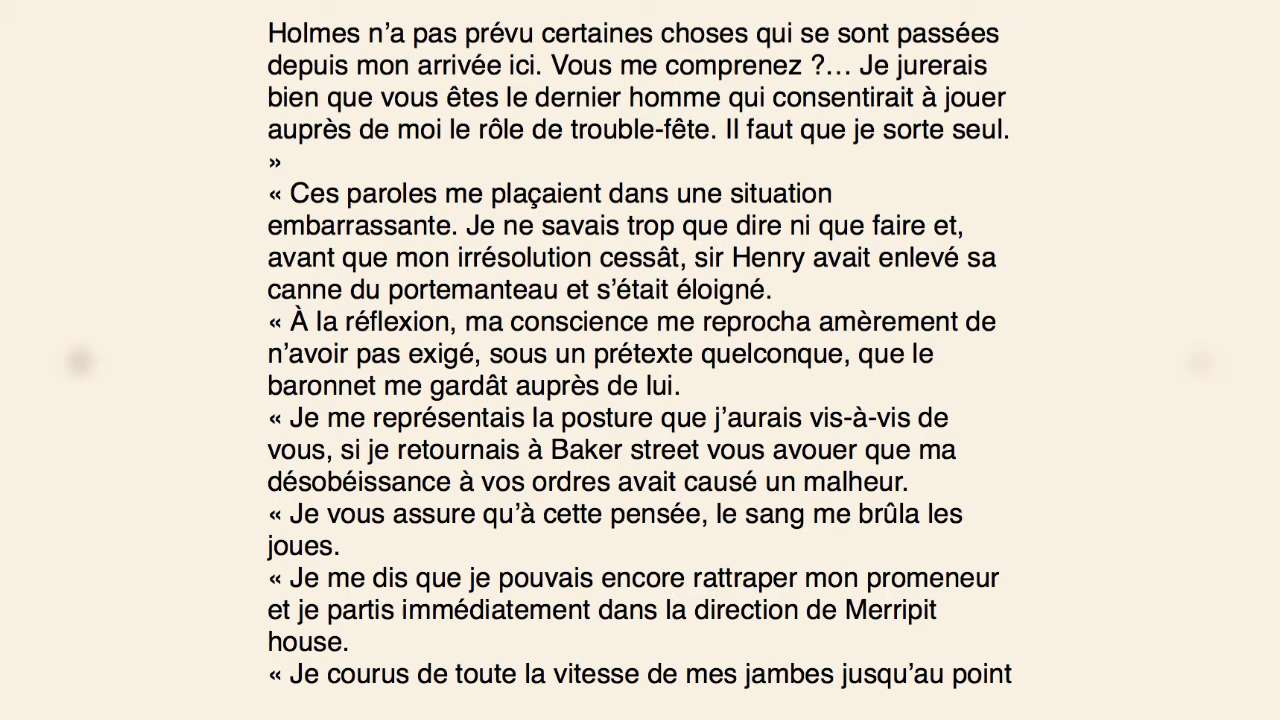 Holmes n’a pas prévu certaines choses qui se sont passées
depuis mon arrivée ici. Vous me comprenez ?… Je jurerais
bien que vous êtes le dernier homme qui consentirait à jouer
auprès de moi le rôle de trouble-fête. Il faut que je sorte seul.
»
« Ces paroles me plaçaient dans une situation
embarrassante. Je ne savais trop que dire ni que faire et,
avant que mon irrésolution cessât, sir Henry avait enlevé sa
canne du portemanteau et s’était éloigné.
« À la réflexion, ma conscience me reprocha amèrement de
n’avoir pas exigé, sous un prétexte quelconque, que le
baronnet me gardât auprès de lui.
« Je me représentais la posture que j’aurais vis-à-vis de
vous, si je retournais à Baker street vous avouer que ma
désobéissance à vos ordres avait causé un malheur.
« Je vous assure qu’à cette pensée, le sang me brûla les
joues.
« Je me dis que je pouvais encore rattraper mon promeneur
et je partis immédiatement dans la direction de Merripit
house.
« Je courus de toute la vitesse de mes jambes jusqu’au point